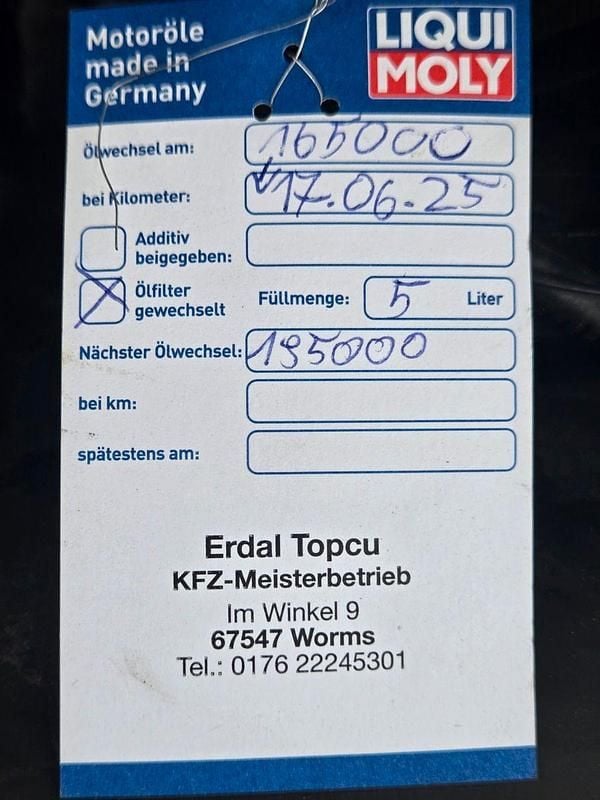 Motoröle
made in
Germany
LIQUI
MOLY
Ölwechsel am: 165000
bei Kilometer: 17.06.25
Additiv
beigegeben:
Ölfilter
gewechselt
Füllmenge: 5 Liter
Nächster Ölwechsel: 195000
bei km:
spätestens am:
Erdal Topcu
KFZ-Meisterbetrieb
Im Winkel 9
67547 Worms
Tel.: 0176 22245301